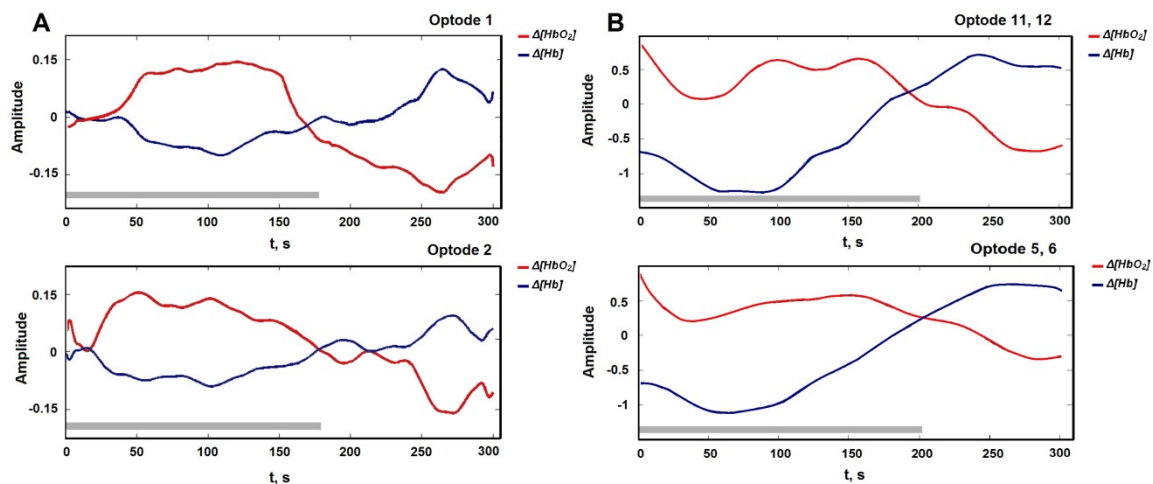 A
Optode 1
Δ[HbO₂]
Δ[Hb]
0.15
0
-0.15
Amplitude
0 50 100 150 200 250 300
t, s
Optode 2
Δ[HbO₂]
Δ[Hb]
0.15
0
-0.15
Amplitude
0 50 100 150 200 250 300
t, s
B
Optode 11, 12
Δ[HbO₂]
Δ[Hb]
0.5
0
-0.5
-1
Amplitude
0 50 100 150 200 250 300
t, s
Optode 5, 6
Δ[HbO₂]
Δ[Hb]
0.5
0
-0.5
-1
Amplitude
0 50 100 150 200 250 300
t, s